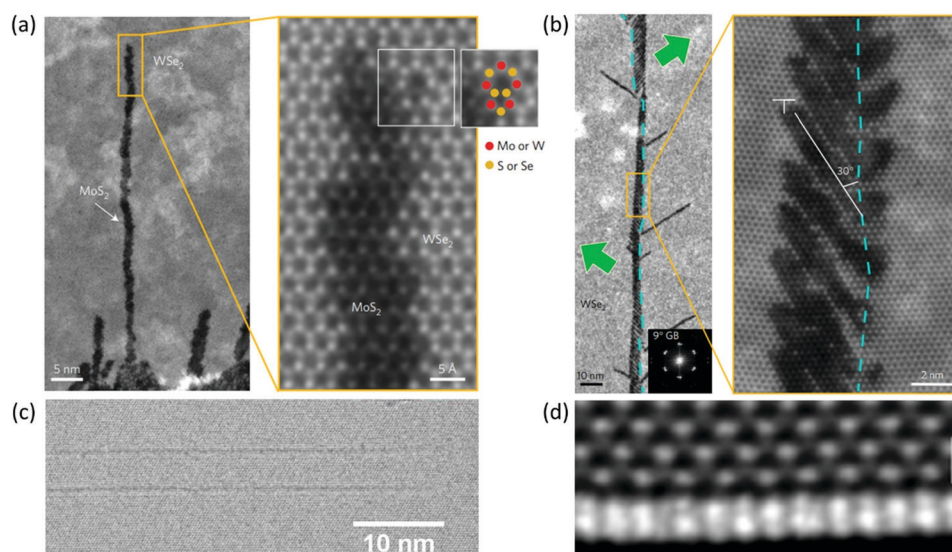 (a)
WSe2
MoS2
5 nm
MoS2
WSe2
5 Å
Mo or W
S or Se
(b)
WSe2
10 nm
9° GB
30°
2 nm
(c)
10 nm
(d)